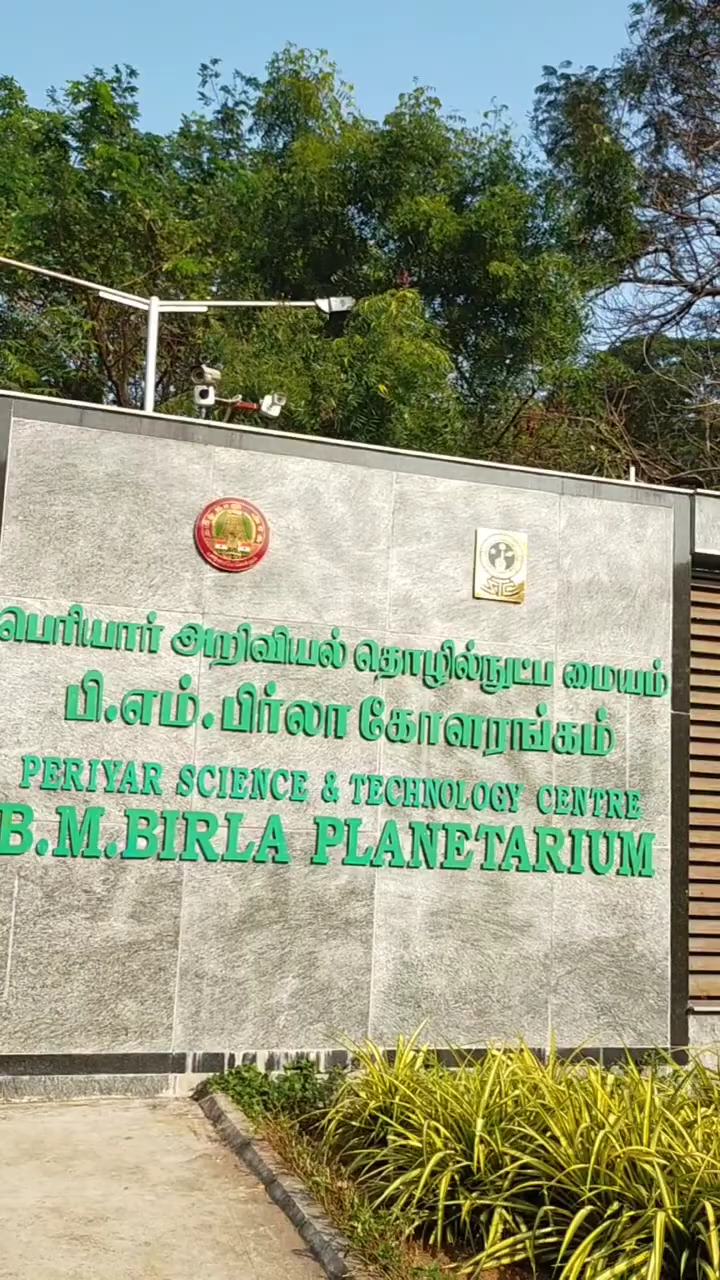 பெரியார் அறிவியல் தொழில்நுட்ப மையம்
பி.எம்.பிர்லா கோளரங்கம்
PERIYAR SCIENCE & TECHNOLOGY CENTRE
B.M.BIRLA PLANETARIUM